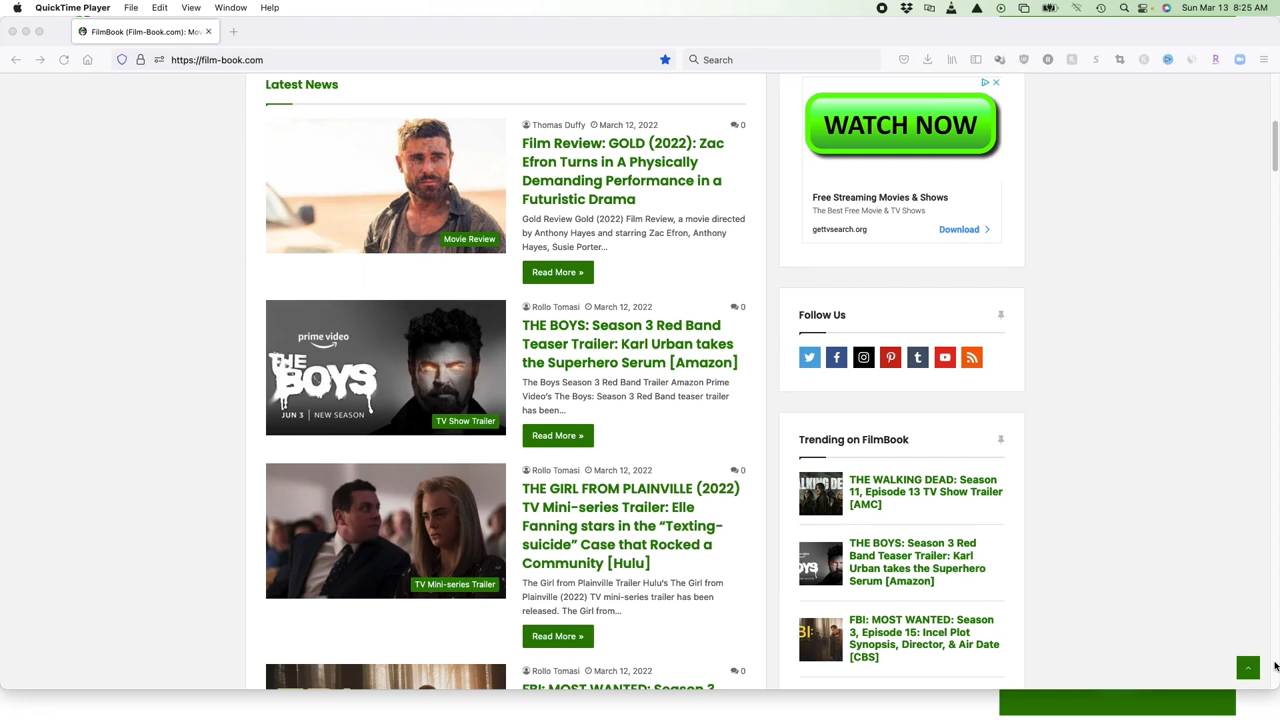 QuickTime Player File Edit View Window Help
Sun Mar 13 8:25 AM
FilmBook (Film-Book.com): Mov
https://film-book.com
Search
Latest News
Thomas Duffy March 12, 2022 0
Film Review: GOLD (2022): Zac
Efron Turns in A Physically
Demanding Performance in a
Futuristic Drama
Gold Review Gold (2022) Film Review, a movie directed
by Anthony Hayes and starring Zac Efron, Anthony
Hayes, Susie Porter...
Movie Review
Read More »
Rollo Tomasi March 12, 2022 0
THE BOYS: Season 3 Red Band
Teaser Trailer: Karl Urban takes
the Superhero Serum [Amazon]
The Boys Season 3 Red Band Trailer Amazon Prime
Video's The Boys: Season 3 Red Band teaser trailer
has been...
prime video
THE
BOYS
JUN 3 | NEW SEASON
TV Show Trailer
Read More »
Rollo Tomasi March 12, 2022 0
THE GIRL FROM PLAINVILLE (2022)
TV Mini-series Trailer: Elle
Fanning stars in the “Texting-
suicide” Case that Rocked a
Community [Hulu]
The Girl from Plainville Trailer Hulu's The Girl from
Plainville (2022) TV mini-series trailer has been
released. The Girl from...
TV Mini-series Trailer
Read More »
Rollo Tomasi March 12, 2022 0
FBI: MOST WANTED: Season 3,
WATCH NOW
Free Streaming Movies & Shows
The Best Free Movie & TV Shows
gettvsearch.org Download
Follow Us
Trending on FilmBook
THE WALKING DEAD: Season
11, Episode 13 TV Show Trailer
[AMC]
THE BOYS: Season 3 Red
Band Teaser Trailer: Karl
Urban takes the Superhero
Serum [Amazon]
FBI: MOST WANTED: Season
3, Episode 15: Incel Plot
Synopsis, Director, & Air Date
[CBS]